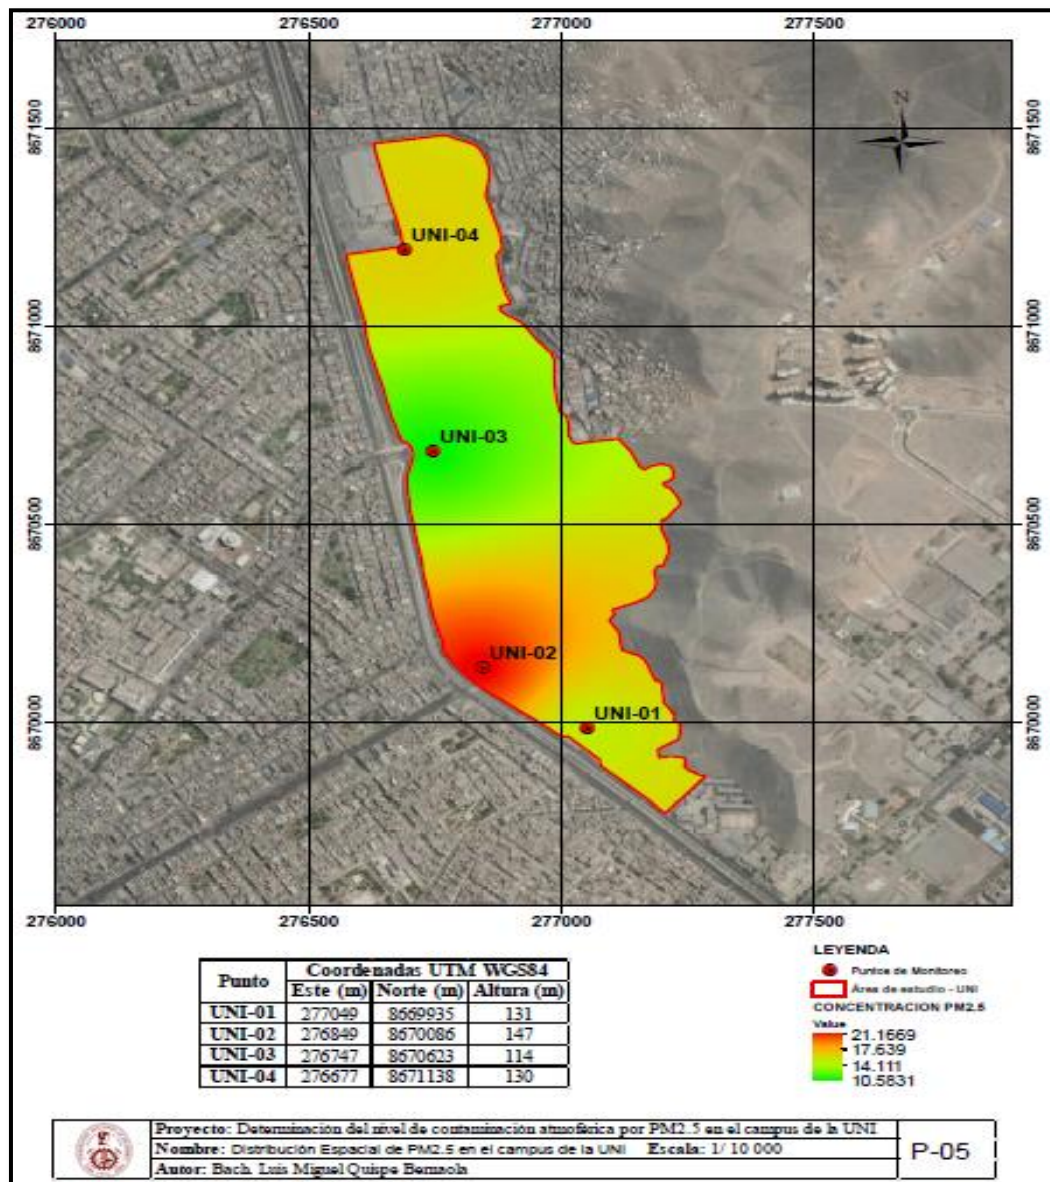 276000 276500 277000 277500
8671500 8671500
8671000 8671000
8670500 8670500
8670000 8670000
Z
UNI-04
UNI-03
UNI-02
UNI-01
276000 276500 277000 277500
LEYENDA
Puntos de Monitoreo
Área de estudio - UNI
CONCENTRACION PM2.5
Value
21.1669
17.639
14.111
10.5831
Punto Coordenadas UTM WGS84
Este (m) Norte (m) Altura (m)
UNI-01 277049 8669935 131
UNI-02 276849 8670086 147
UNI-03 276747 8670623 114
UNI-04 276677 8671138 130
Proyecto: Determinación del nivel de contaminación atmoférica por PM2.5 en el campus de la UNI
Nombre: Distribución Espacial de PM2.5 en el campus de la UNI Escala: 1/ 10 000
Autor: Bach. Luis Miguel Quispe Bernaola
P-05